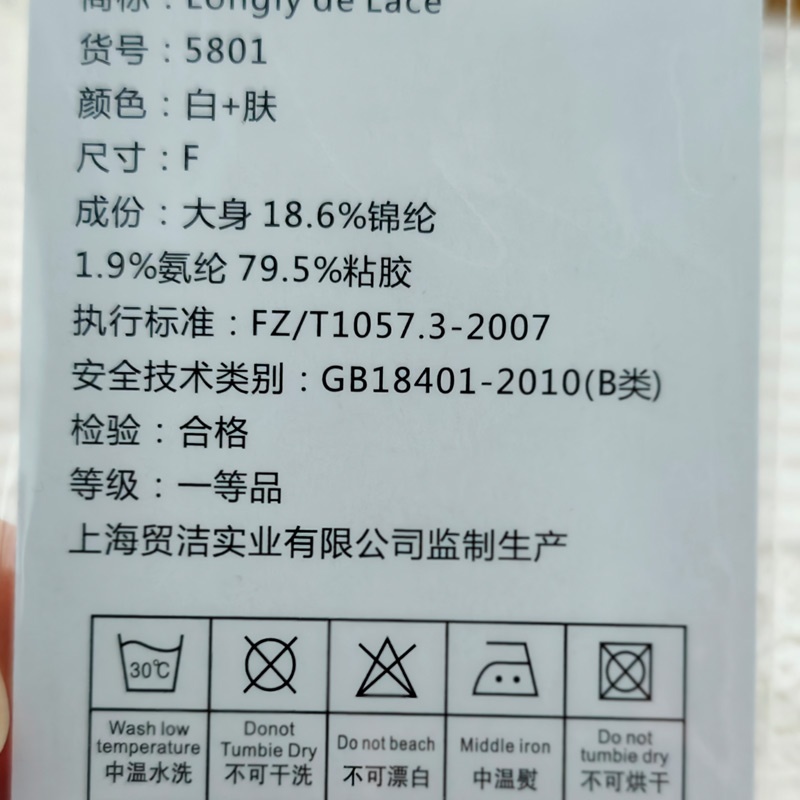 简标：Longly de Lace
货号：5801
颜色：白+肤
尺寸：F
成份：大身 18.6%锦纶
1.9%氨纶 79.5%粘胶
执行标准：FZ/T1057.3-2007
安全技术类别：GB18401-2010(B类)
检验：合格
等级：一等品
上海贸洁实业有限公司监制生产
30℃
Wash low temperature
中温水洗
Donot Tumbie Dry
不可干洗
Do not beach
不可漂白
Middle iron
中温熨
Do not tumbie dry
不可烘干